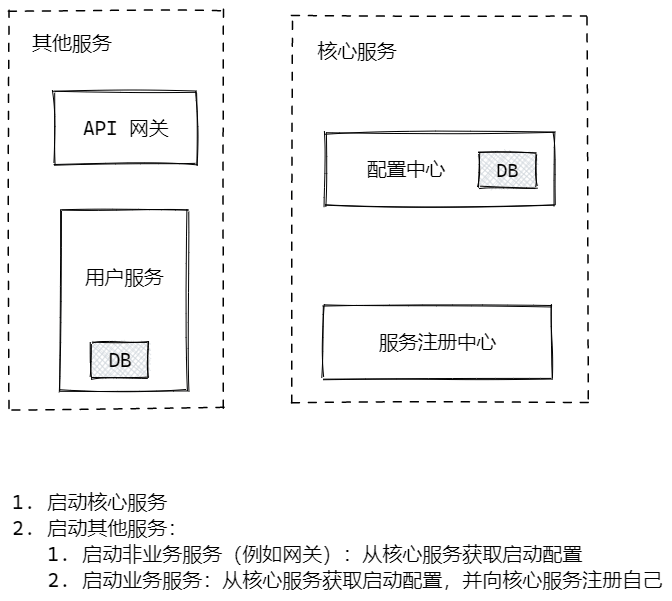 其他服务
API 网关
用户服务
DB
核心服务
配置中心
DB
服务注册中心
1. 启动核心服务
2. 启动其他服务:
1. 启动非业务服务（例如网关）: 从核心服务获取启动配置
2. 启动业务服务: 从核心服务获取启动配置, 并向核心服务注册自己